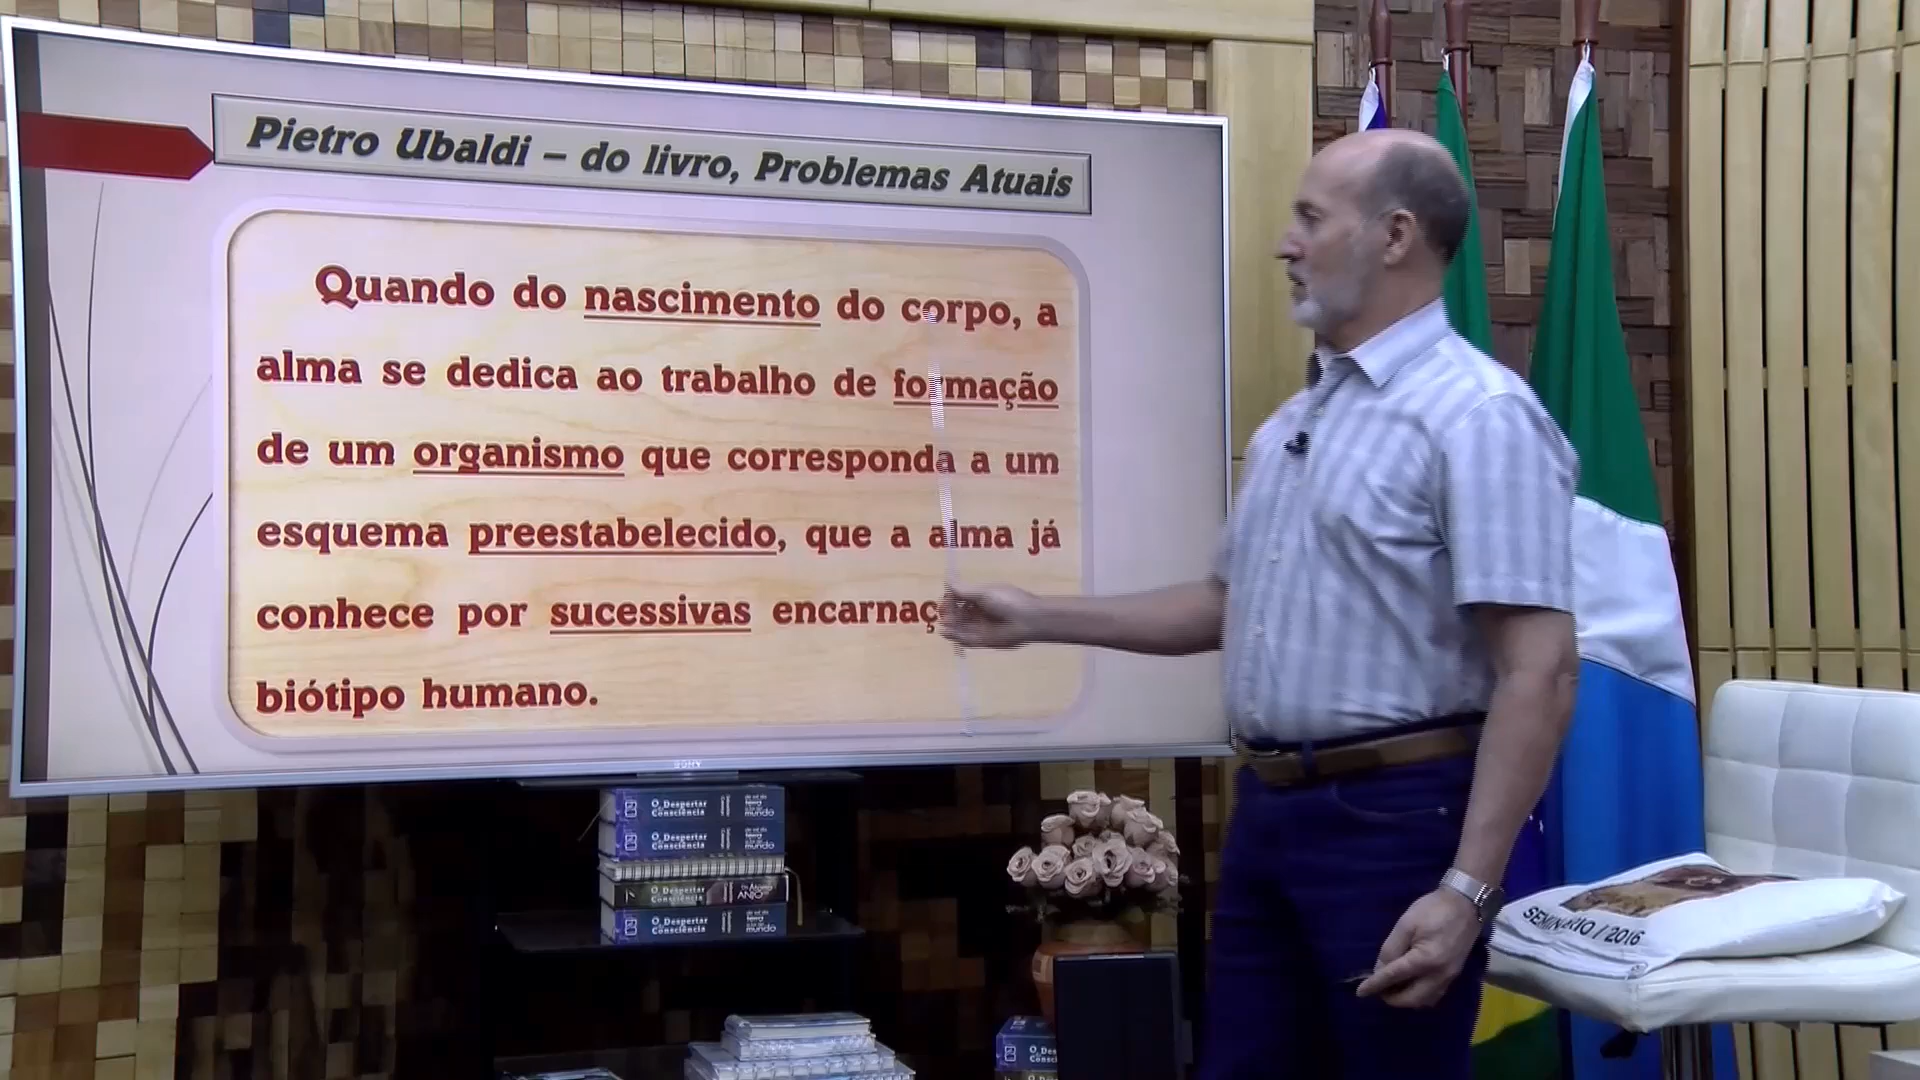 Pietro Ubaldi – do livro, Problemas Atuais
Quando do nascimento do corpo, a
alma se dedica ao trabalho de formação
de um organismo que corresponda a um
esquema preestabelecido, que a alma já
conhece por sucessivas
biótipo humano.
SONY
O Despertar
Consciência
O Despertar
Consciência
O Despertar
Consciência
O Despertar
Consciência
SEMINÁRIO / 2016